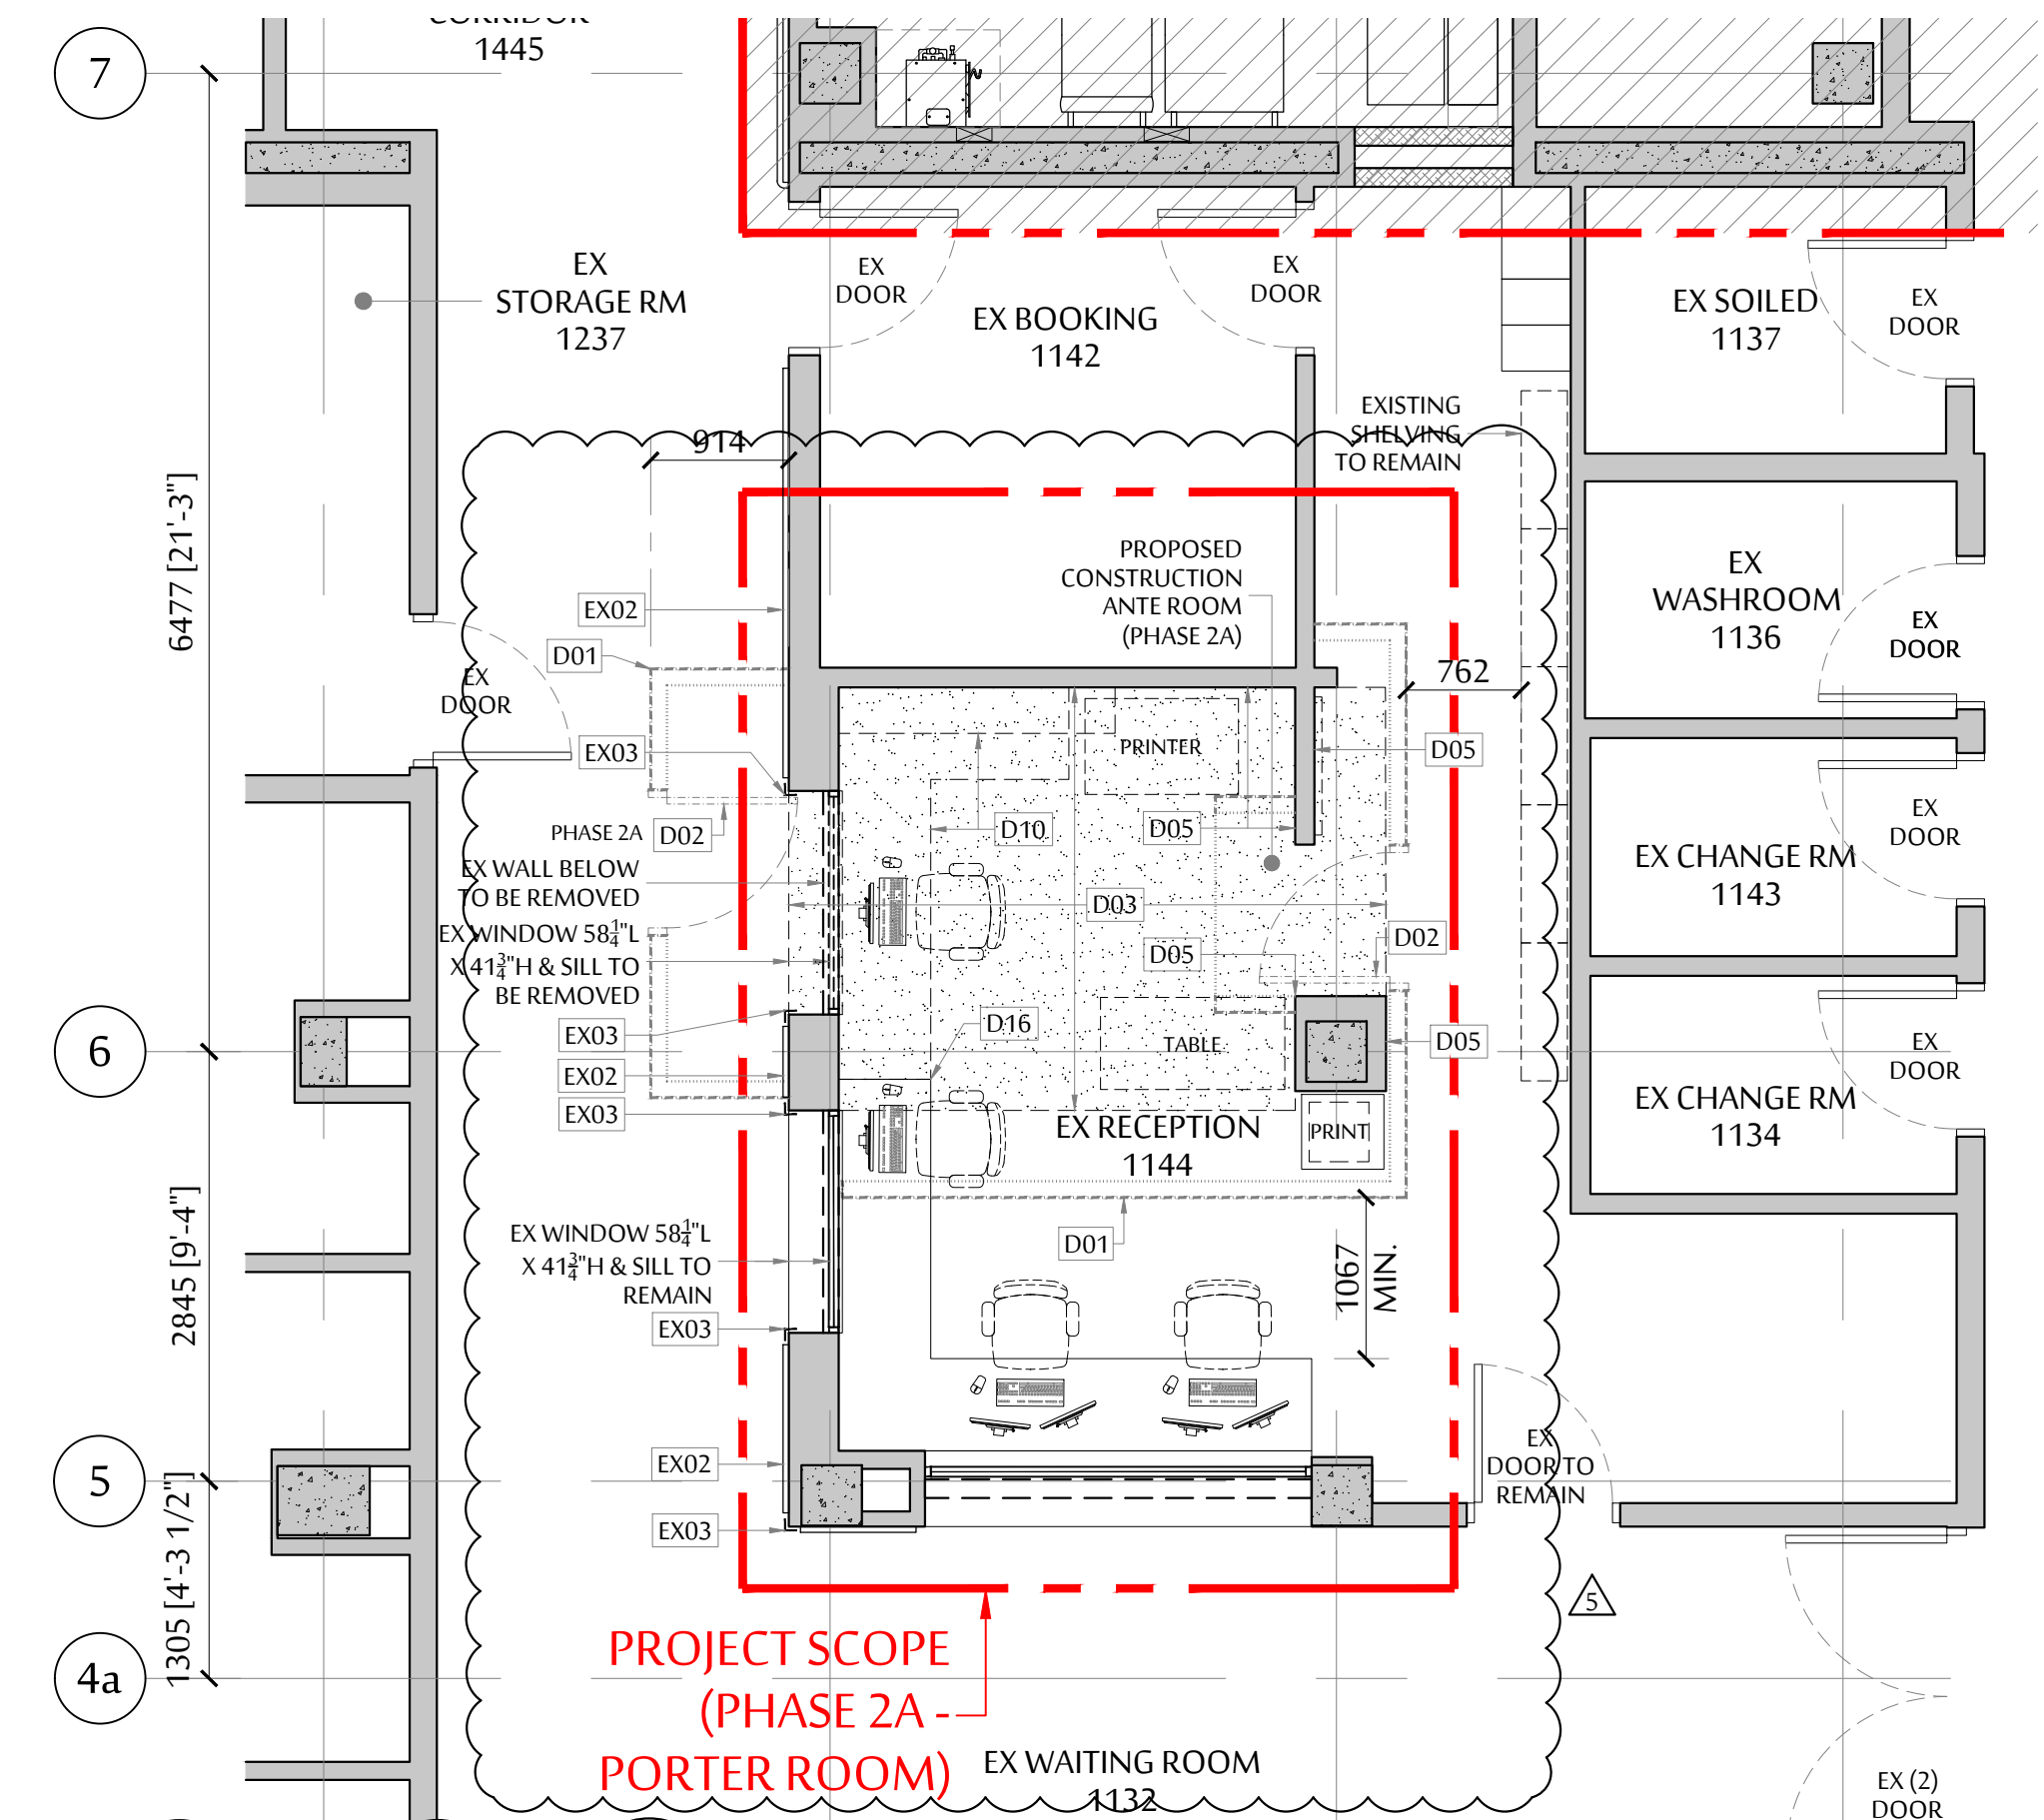 CORRIDOR
1445
7
6477 [21'-3"]
EX
STORAGE RM
1237
EX
DOOR
EX
DOOR
EX BOOKING
1142
EX SOILED
1137
EX
DOOR
914
EXISTING
SHELVING
TO REMAIN
PROPOSED
CONSTRUCTION
ANTE ROOM
(PHASE 2A)
EX
WASHROOM
1136
EX
DOOR
EX02
D01
EX
DOOR
762
EX03
PRINTER
D05
PHASE 2A
D02
D10
D05
EX CHANGE RM
1143
EX
DOOR
EX WALL BELOW
TO BE REMOVED
D03
EX WINDOW 58¼"L
X 41¾"H & SILL TO
BE REMOVED
D05
D02
6
EX03
D16
TABLE
D05
EX
DOOR
EX02
EX03
EX CHANGE RM
1134
EX RECEPTION
1144
PRINT
2845 [9'-4"]
EX WINDOW 58¼"L
X 41¾"H & SILL TO
REMAIN
D01
1067
MIN.
EX03
5
EX02
EX
DOOR TO
REMAIN
EX03
1305 [4'-3 1/2"]
5
4a
PROJECT SCOPE
(PHASE 2A -
PORTER ROOM)
EX WAITING ROOM
1132
EX (2)
DOOR